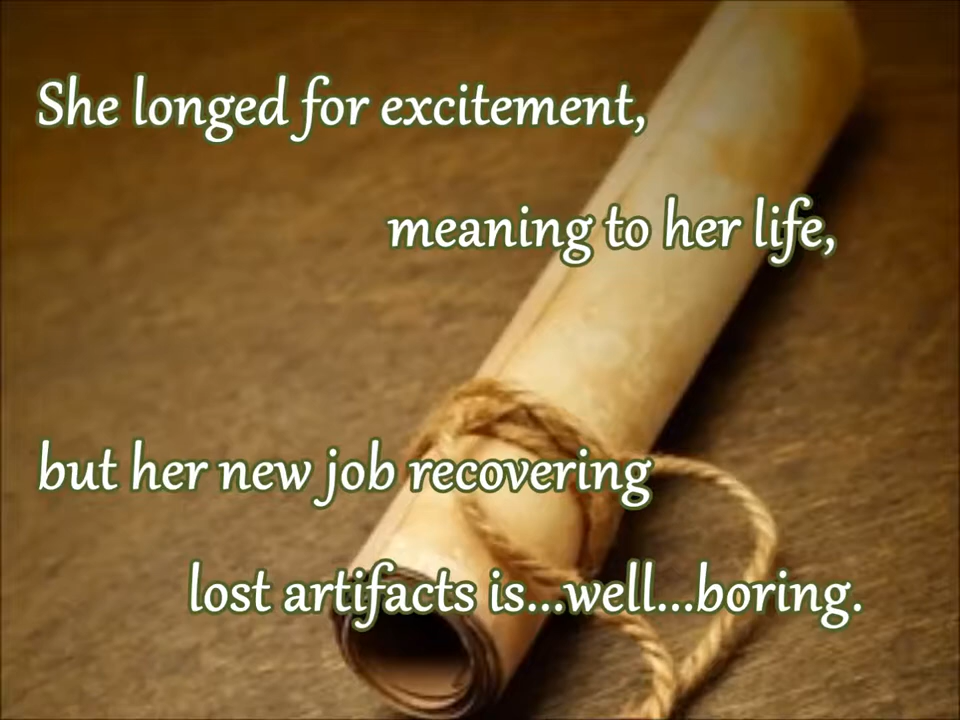 She longed for excitement,
meaning to her life,
but her new job recovering
lost artifacts is...well...boring.